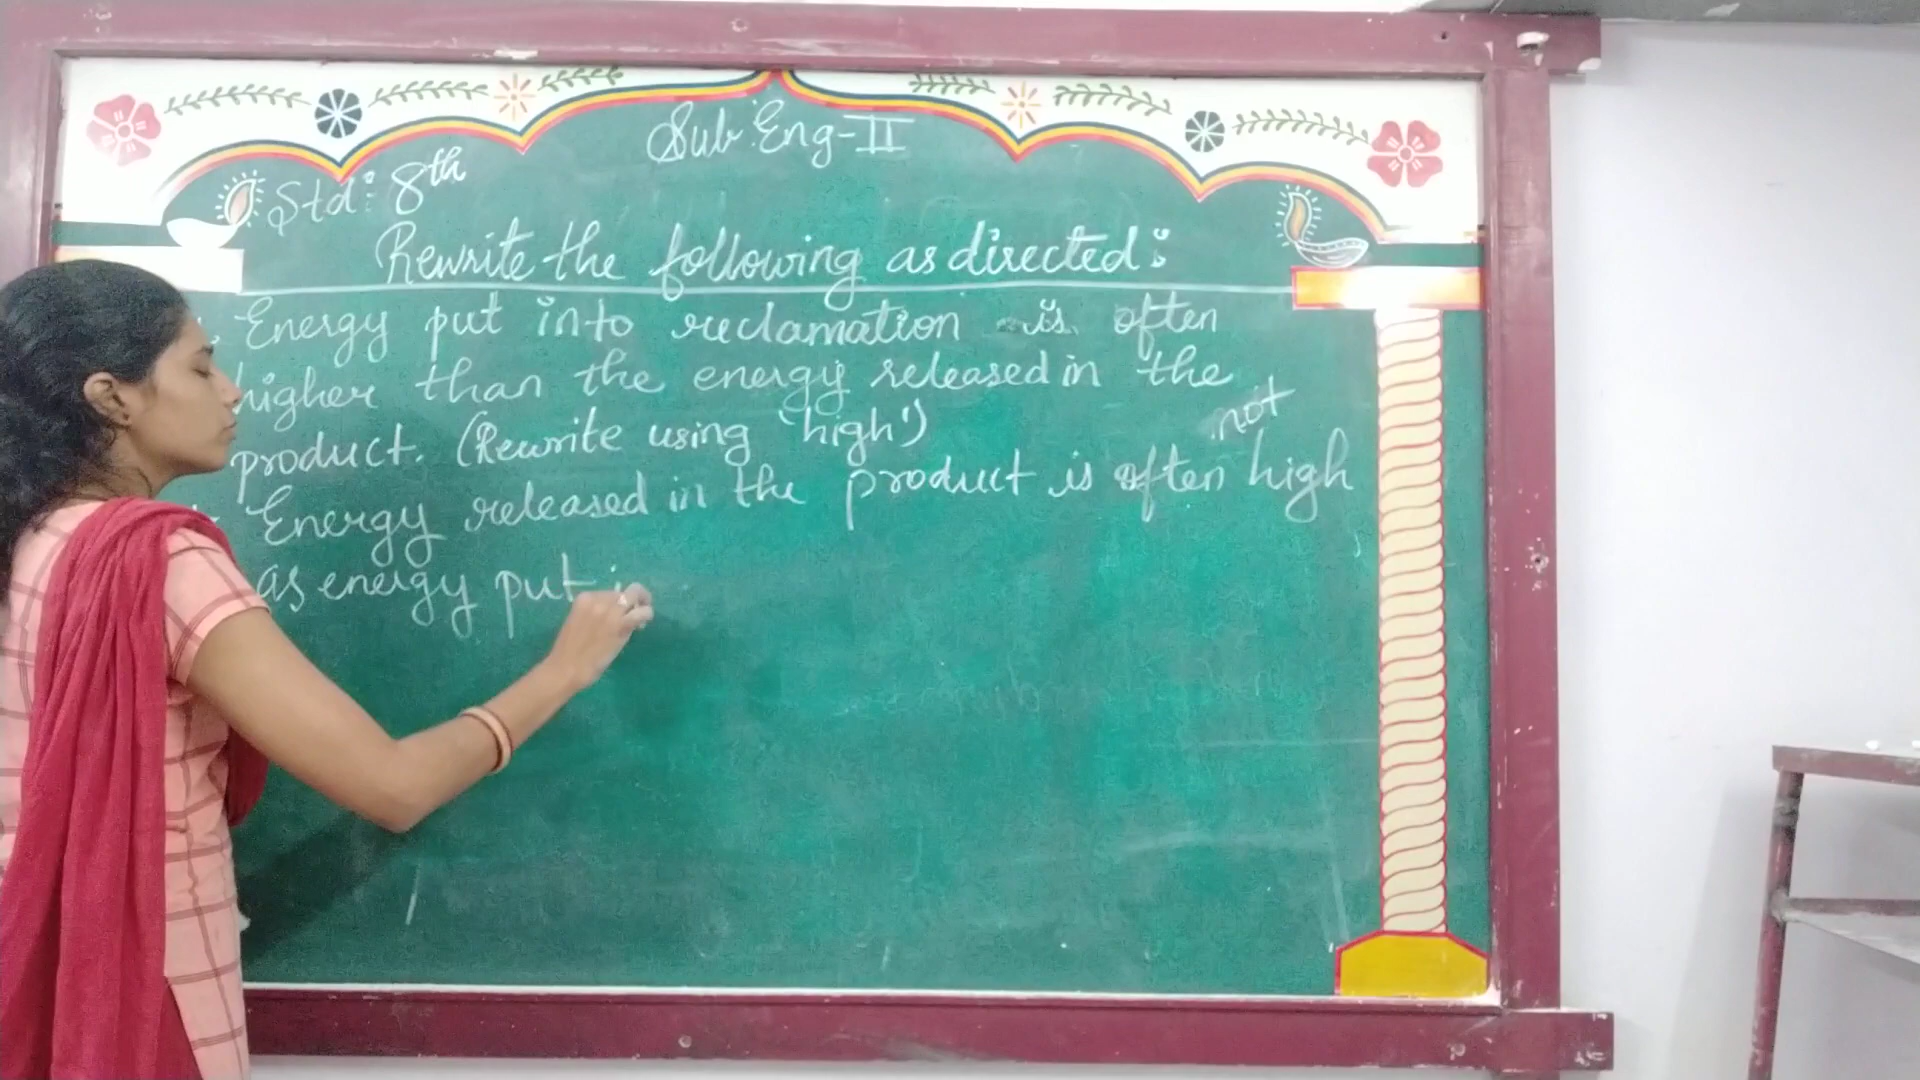 Sub: Eng-II
Std: 8th
Rewrite the following as directed:
Energy put into reclamation is often
higher than the energy released in the
product. (Rewrite using 'high')
not
Energy released in the product is often high
as energy put i